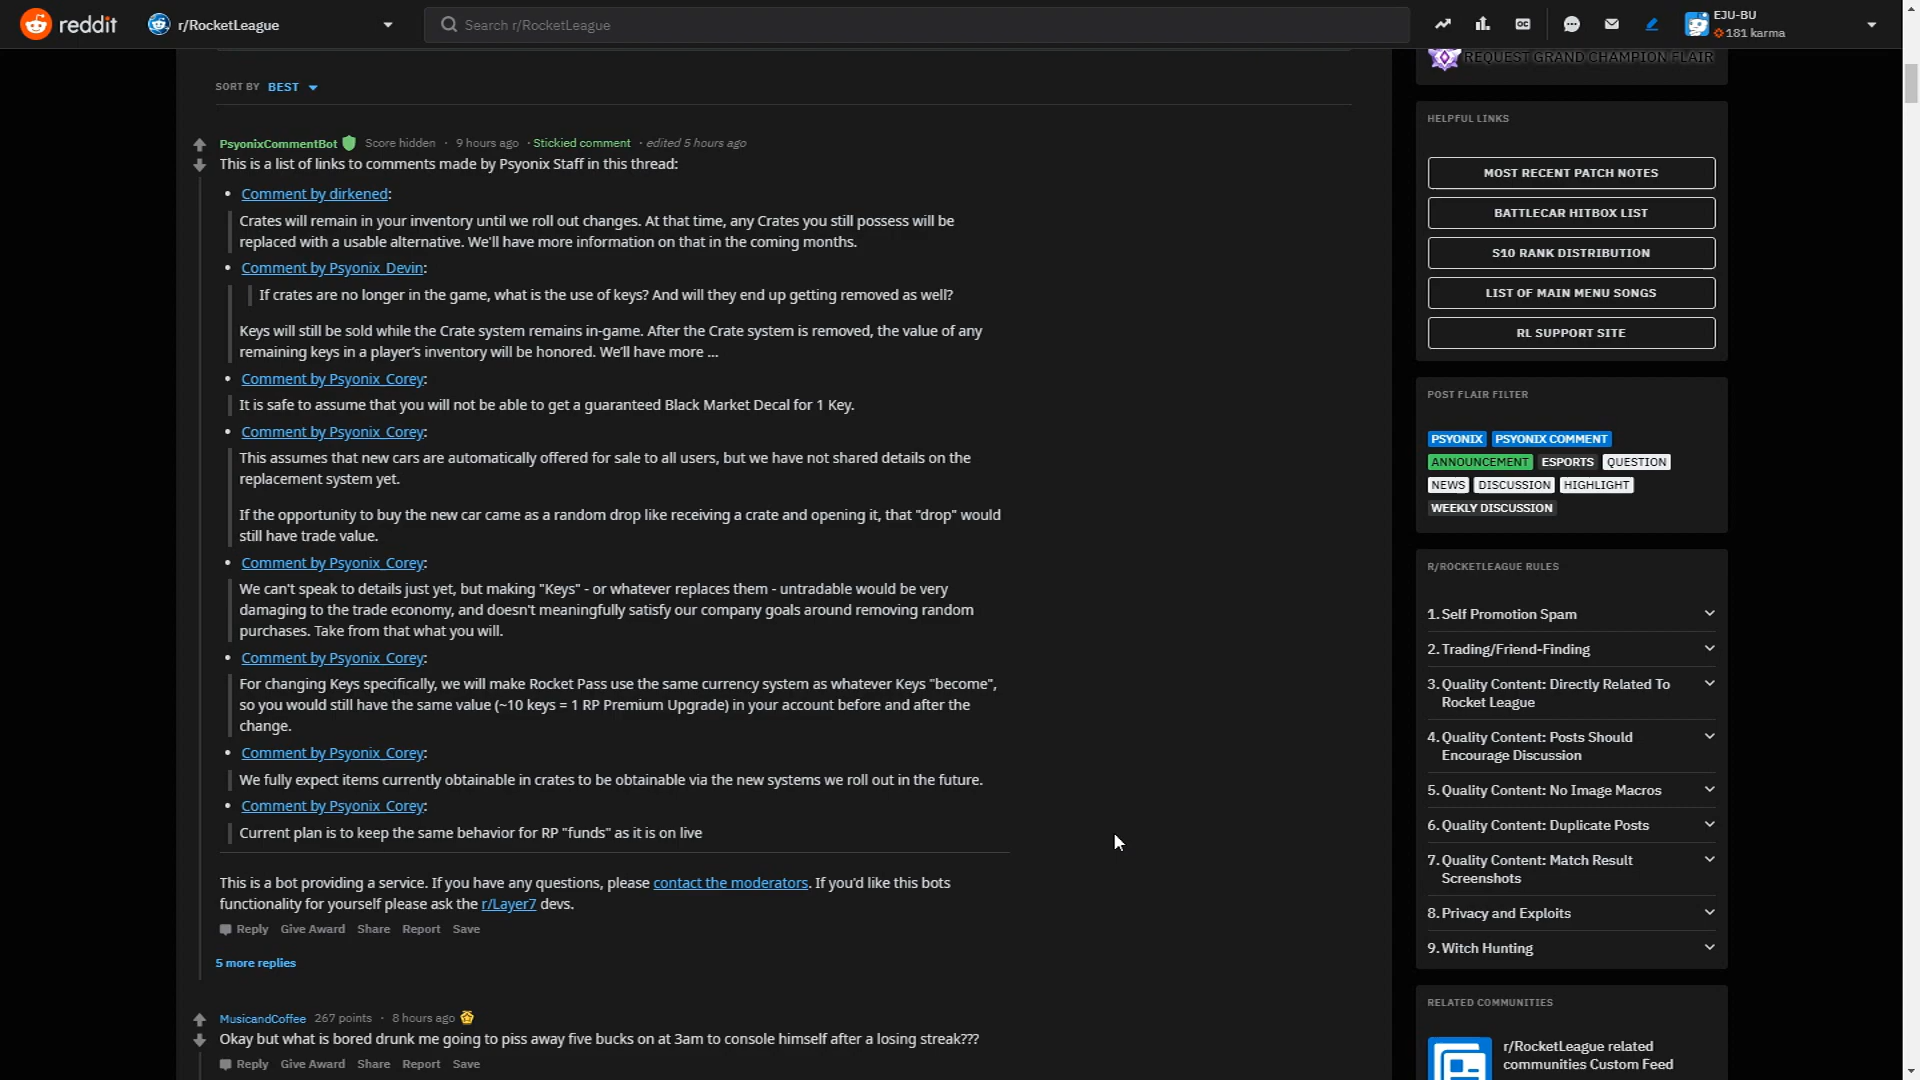 reddit
r/RocketLeague
Search r/RocketLeague
EJU-BU
181 karma
REQUEST GRAND CHAMPION FLAIR
SORT BY BEST
PsyonixCommentBot Score hidden · 9 hours ago · Stickied comment · edited 5 hours ago
This is a list of links to comments made by Psyonix Staff in this thread:
• Comment by dirkened:
Crates will remain in your inventory until we roll out changes. At that time, any Crates you still possess will be
replaced with a usable alternative. We'll have more information on that in the coming months.
• Comment by Psyonix_Devin:
If crates are no longer in the game, what is the use of keys? And will they end up getting removed as well?
Keys will still be sold while the Crate system remains in-game. After the Crate system is removed, the value of any
remaining keys in a player's inventory will be honored. We'll have more ...
• Comment by Psyonix_Corey:
It is safe to assume that you will not be able to get a guaranteed Black Market Decal for 1 Key.
• Comment by Psyonix_Corey:
This assumes that new cars are automatically offered for sale to all users, but we have not shared details on the
replacement system yet.
If the opportunity to buy the new car came as a random drop like receiving a crate and opening it, that "drop" would
still have trade value.
• Comment by Psyonix_Corey:
We can't speak to details just yet, but making "Keys" - or whatever replaces them - untradable would be very
damaging to the trade economy, and doesn't meaningfully satisfy our company goals around removing random
purchases. Take from that what you will.
• Comment by Psyonix_Corey:
For changing Keys specifically, we will make Rocket Pass use the same currency system as whatever Keys "become",
so you would still have the same value (~10 keys = 1 RP Premium Upgrade) in your account before and after the
change.
• Comment by Psyonix_Corey:
We fully expect items currently obtainable in crates to be obtainable via the new systems we roll out in the future.
• Comment by Psyonix_Corey:
Current plan is to keep the same behavior for RP "funds" as it is on live
This is a bot providing a service. If you have any questions, please contact the moderators. If you'd like this bots
functionality for yourself please ask the r/Layer7 devs.
Reply Give Award Share Report Save
5 more replies
MusicandCoffee 267 points · 8 hours ago
Okay but what is bored drunk me going to piss away five bucks on at 3am to console himself after a losing streak???
Reply Give Award Share Report Save
HELPFUL LINKS
MOST RECENT PATCH NOTES
BATTLECAR HITBOX LIST
S10 RANK DISTRIBUTION
LIST OF MAIN MENU SONGS
RL SUPPORT SITE
POST FLAIR FILTER
PSYONIX PSYONIX COMMENT
ANNOUNCEMENT ESPORTS QUESTION
NEWS DISCUSSION HIGHLIGHT
WEEKLY DISCUSSION
R/ROCKETLEAGUE RULES
1. Self Promotion Spam
2. Trading/Friend-Finding
3. Quality Content: Directly Related To
Rocket League
4. Quality Content: Posts Should
Encourage Discussion
5. Quality Content: No Image Macros
6. Quality Content: Duplicate Posts
7. Quality Content: Match Result
Screenshots
8. Privacy and Exploits
9. Witch Hunting
RELATED COMMUNITIES
r/RocketLeague related
communities Custom Feed